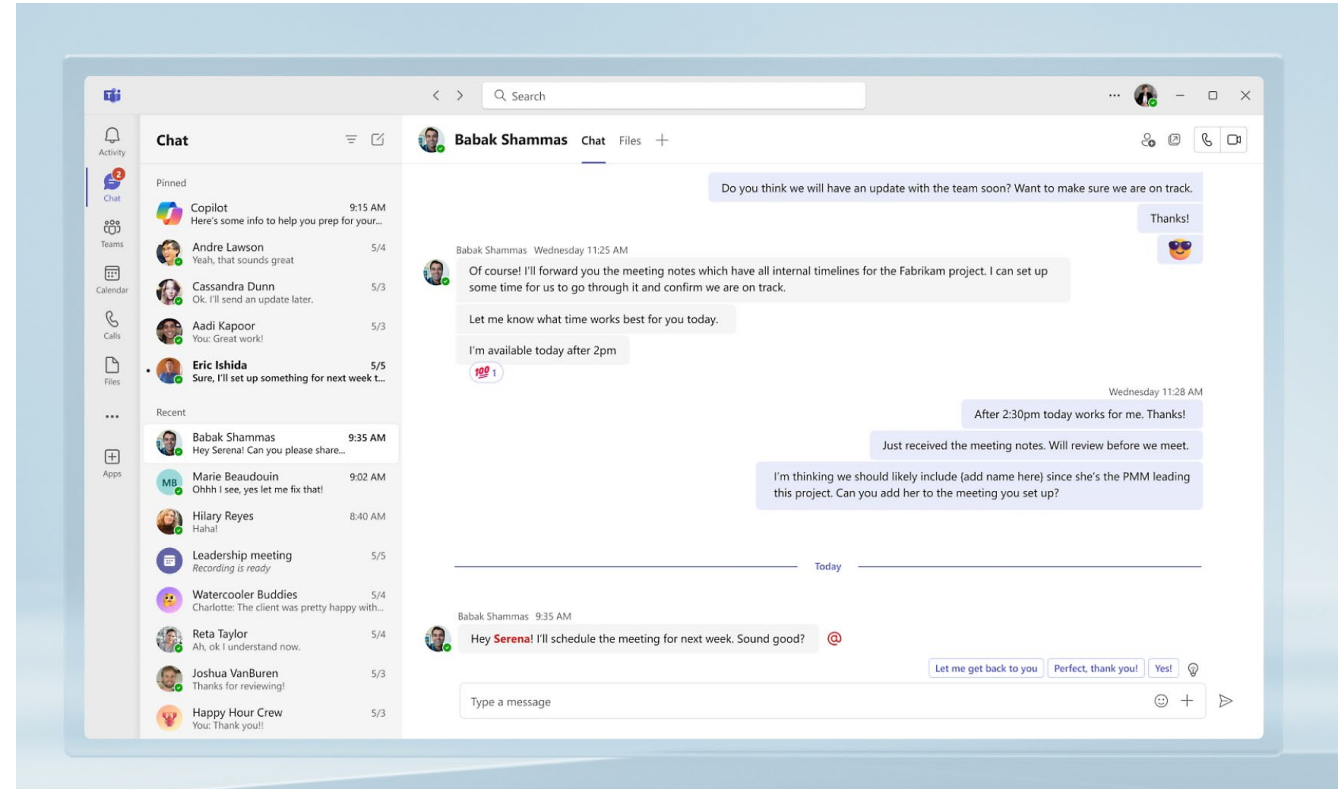 Search
Activity
2
Chat
Teams
Calendar
Calls
Files
Apps
Chat
Pinned
Copilot 9:15 AM
Here's some info to help you prep for your...
Andre Lawson 5/4
Yeah, that sounds great
Cassandra Dunn 5/3
Ok. I'll send an update later.
Aadi Kapoor 5/3
You: Great work!
Eric Ishida 5/5
Sure, I'll set up something for next week t...
Recent
Babak Shammas 9:35 AM
Hey Serena! Can you please share...
MB
Marie Beaudouin 9:02 AM
Ohhh I see, yes let me fix that!
Hilary Reyes 8:40 AM
Haha!
Leadership meeting 5/5
Recording is ready
Watercooler Buddies 5/4
Charlotte: The client was pretty happy with...
Reta Taylor 5/4
Ah, ok I understand now.
Joshua VanBuren 5/3
Thanks for reviewing!
Happy Hour Crew 5/3
You: Thank you!!
Babak Shammas Chat Files
Do you think we will have an update with the team soon? Want to make sure we are on track.
Thanks!
Babak Shammas Wednesday 11:25 AM
Of course! I'll forward you the meeting notes which have all internal timelines for the Fabrikam project. I can set up
some time for us to go through it and confirm we are on track.
Let me know what time works best for you today.
I'm available today after 2pm
100 1
Wednesday 11:28 AM
After 2:30pm today works for me. Thanks!
Just received the meeting notes. Will review before we meet.
I'm thinking we should likely include (add name here) since she's the PMM leading
this project. Can you add her to the meeting you set up?
Today
Babak Shammas 9:35 AM
Hey Serena! I'll schedule the meeting for next week. Sound good? @
Let me get back to you Perfect, thank you! Yes!
Type a message